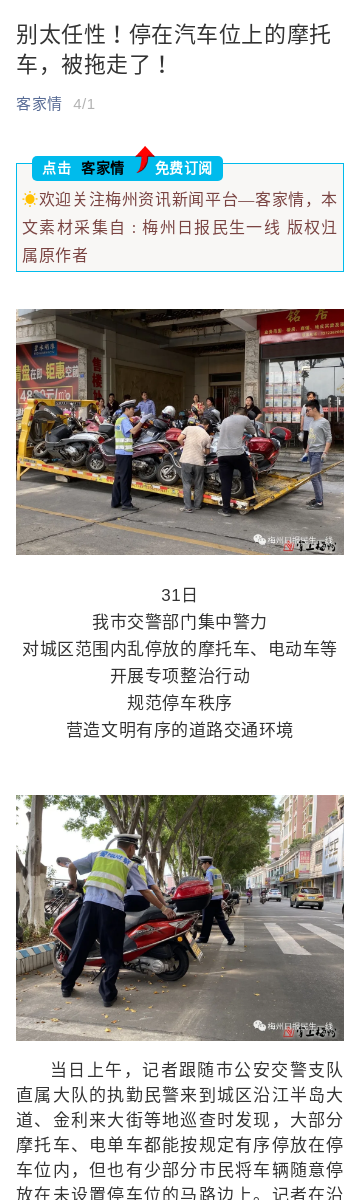 别太任性！停在汽车位上的摩托
车，被拖走了！
客家情 4/1
点击 客家情 免费订阅
欢迎关注梅州资讯新闻平台—客家情，本
文素材采集自：梅州日报民生一线 版权归
属原作者
售楼
钜惠
梅州日报民生一线
31日
我市交警部门集中警力
对城区范围内乱停放的摩托车、电动车等
开展专项整治行动
规范停车秩序
营造文明有序的道路交通环境
梅州日报民生一线
当日上午，记者跟随市公安交警支队
直属大队的执勤民警来到城区沿江半岛大
道、金利来大街等地巡查时发现，大部分
摩托车、电单车都能按规定有序停放在停
车位内，但也有少部分市民将车辆随意停
放在未设置停车位的马路边上。记者在沿